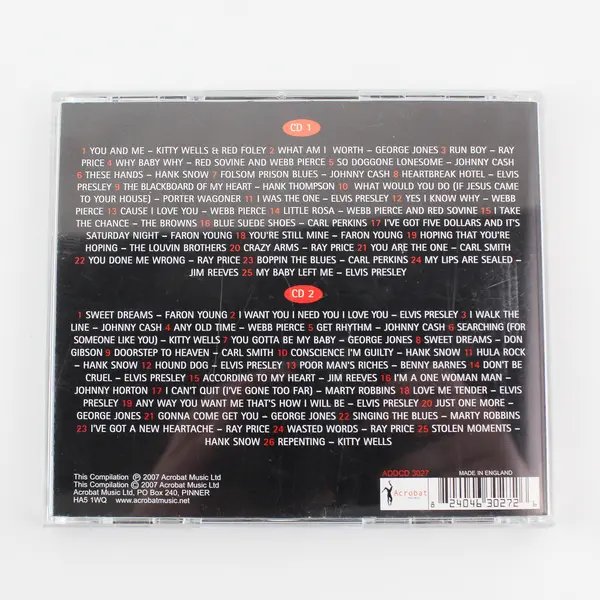 CD 1
1 YOU AND ME – KITTY WELLS & RED FOLEY 2 WHAT AM I WORTH – GEORGE JONES 3 RUN BOY – RAY
PRICE 4 WHY BABY WHY – RED SOVINE AND WEBB PIERCE 5 SO DOGGONE LONESOME – JOHNNY CASH
6 THESE HANDS – HANK SNOW 7 FOLSOM PRISON BLUES – JOHNNY CASH 8 HEARTBREAK HOTEL – ELVIS
PRESLEY 9 THE BLACKBOARD OF MY HEART – HANK THOMPSON 10 WHAT WOULD YOU DO (IF JESUS CAME
TO YOUR HOUSE) – PORTER WAGONER 11 I WAS THE ONE – ELVIS PRESLEY 12 YES I KNOW WHY – WEBB
PIERCE 13 CAUSE I LOVE YOU – WEBB PIERCE 14 LITTLE ROSA – WEBB PIERCE AND RED SOVINE 15 I TAKE
THE CHANCE – THE BROWNS 16 BLUE SUEDE SHOES – CARL PERKINS 17 I'VE GOT FIVE DOLLARS AND IT'S
SATURDAY NIGHT – FARON YOUNG 18 YOU'RE STILL MINE – FARON YOUNG 19 HOPING THAT YOU'RE
HOPING – THE LOUVIN BROTHERS 20 CRAZY ARMS – RAY PRICE 21 YOU ARE THE ONE – CARL SMITH
22 YOU DONE ME WRONG – RAY PRICE 23 BOPPIN THE BLUES – CARL PERKINS 24 MY LIPS ARE SEALED –
JIM REEVES 25 MY BABY LEFT ME – ELVIS PRESLEY
CD 2
1 SWEET DREAMS – FARON YOUNG 2 I WANT YOU I NEED YOU I LOVE YOU – ELVIS PRESLEY 3 I WALK THE
LINE – JOHNNY CASH 4 ANY OLD TIME – WEBB PIERCE 5 GET RHYTHM – JOHNNY CASH 6 SEARCHING (FOR
SOMEONE LIKE YOU) – KITTY WELLS 7 YOU GOTTA BE MY BABY – GEORGE JONES 8 SWEET DREAMS – DON
GIBSON 9 DOORSTEP TO HEAVEN – CARL SMITH 10 CONSCIENCE I'M GUILTY – HANK SNOW 11 HULA ROCK
– HANK SNOW 12 HOUND DOG – ELVIS PRESLEY 13 POOR MAN'S RICHES – BENNY BARNES 14 DON'T
BE CRUEL – ELVIS PRESLEY 15 ACCORDING TO MY HEART – JIM REEVES 16 I'M A ONE WOMAN MAN –
JOHNNY HORTON 17 I CAN'T QUIT (I'VE GONE TOO FAR) – MARTY ROBBINS 18 LOVE ME TENDER – ELVIS
PRESLEY 19 ANY WAY YOU WANT ME THAT'S HOW I WILL BE – ELVIS PRESLEY 20 JUST ONE MORE –
GEORGE JONES 21 GONNA COME GET YOU – GEORGE JONES 22 SINGING THE BLUES – MARTY ROBBINS
23 I'VE GOT A NEW HEARTACHE – RAY PRICE 24 WASTED WORDS – RAY PRICE 25 STOLEN MOMENTS –
HANK SNOW 26 REPENTING – KITTY WELLS
This Compilation ℗ 2007 Acrobat Music Ltd
This Compilation © 2007 Acrobat Music Ltd
Acrobat Music Ltd, PO Box 240, PINNER
HA5 1WQ www.acrobatmusic.net
ADDCD 3027
MADE IN ENGLAND
Acrobat
8 24046 30272